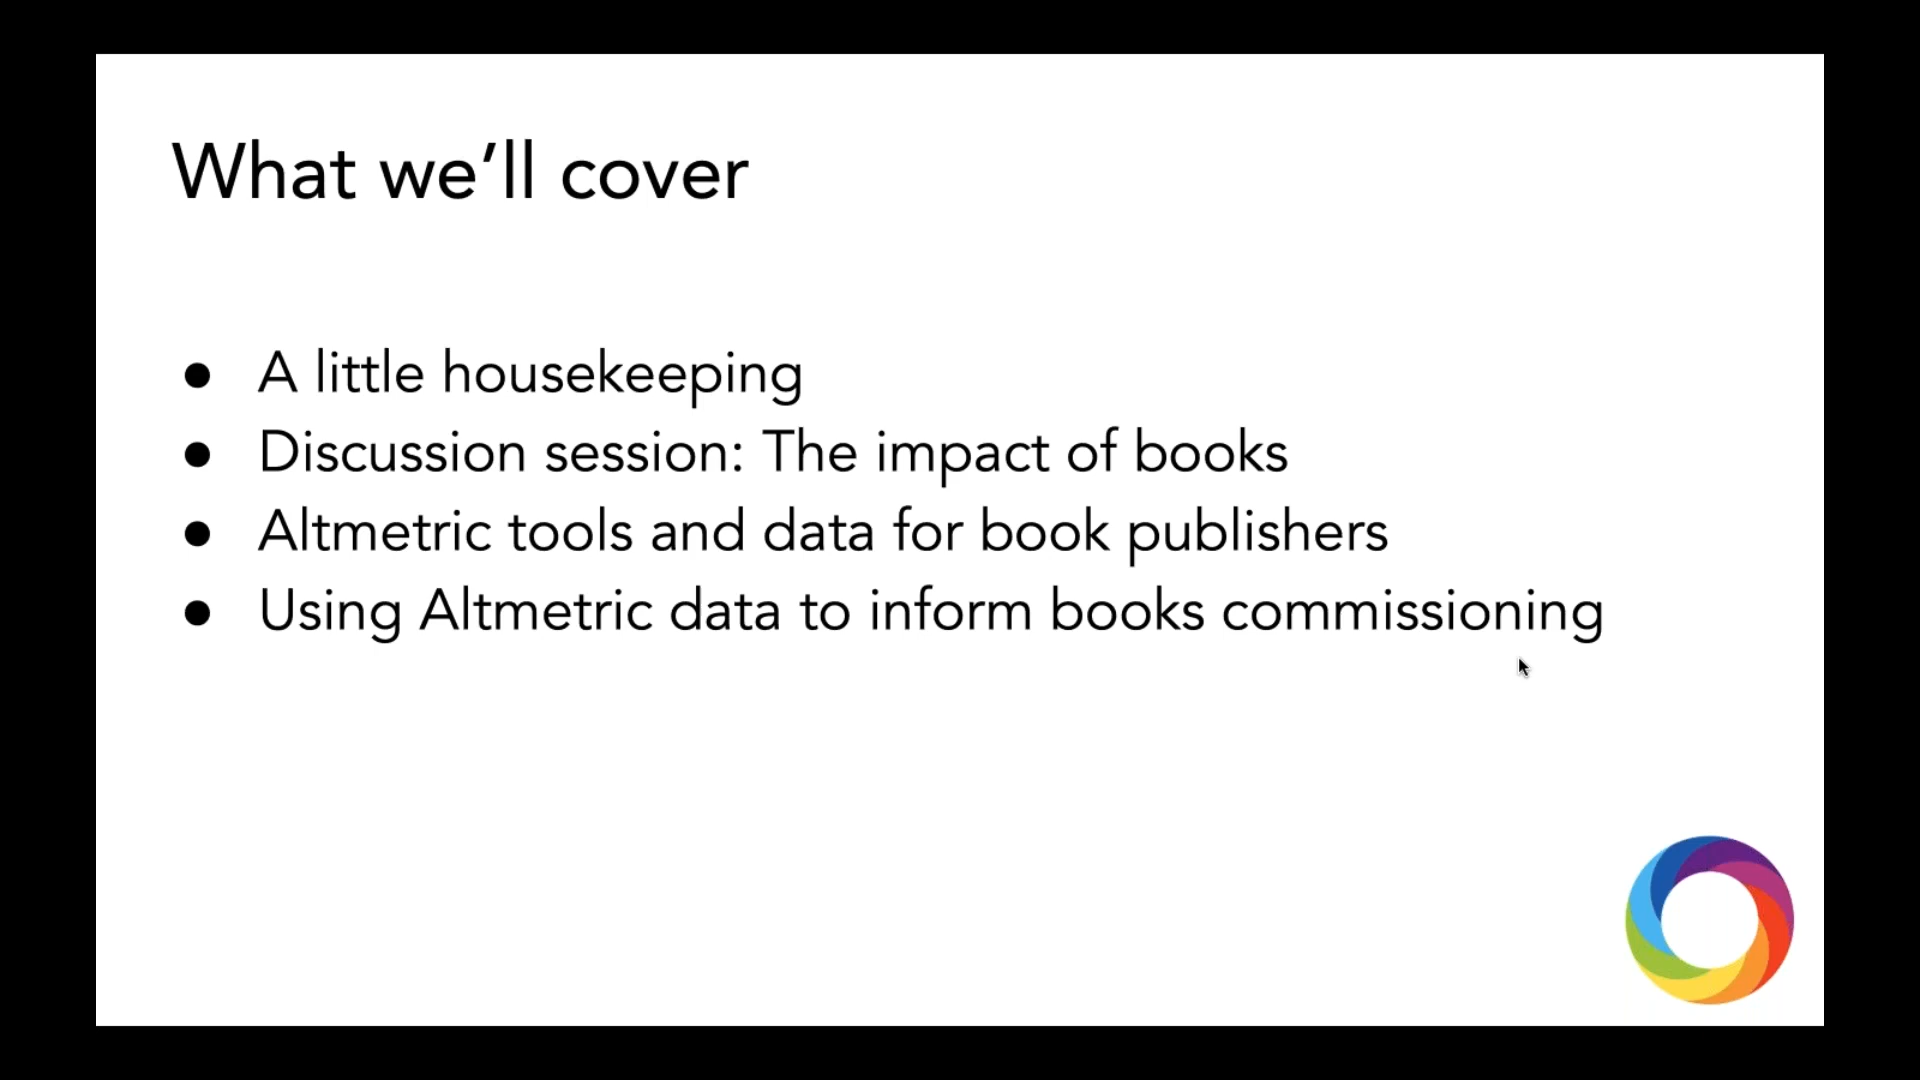 What we’ll cover
● A little housekeeping
● Discussion session: The impact of books
● Altmetric tools and data for book publishers
● Using Altmetric data to inform books commissioning